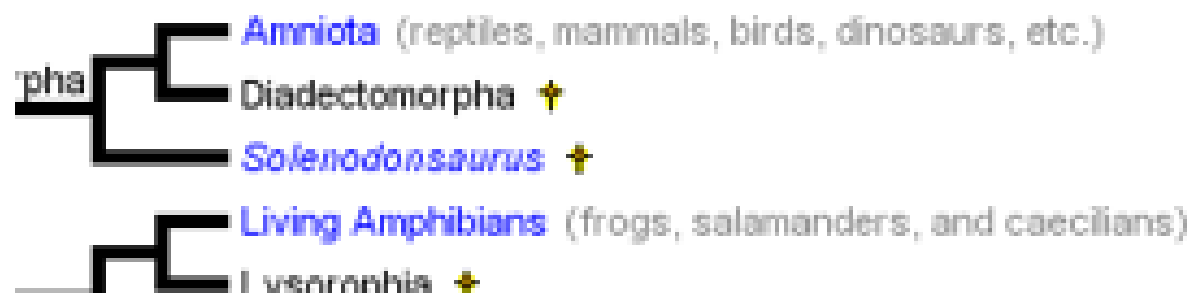 Amniota (reptiles, mammals, birds, dinosaurs, etc.)
pha
Diadectomorpha †
Solenodonsaurus †
Living Amphibians (frogs, salamanders, and caecilians)
Lysorophia †